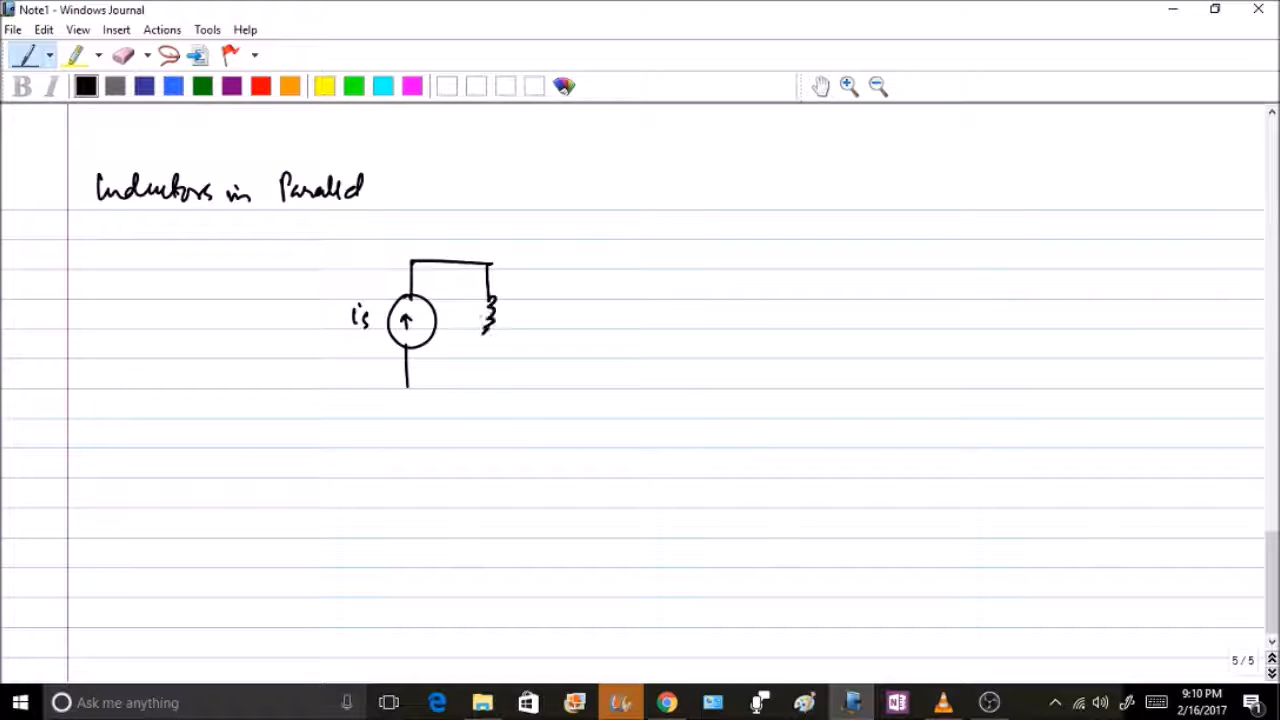 Note1 - Windows Journal
File Edit View Insert Actions Tools Help
B I
Inductors in Parallel
is
5 / 5
Ask me anything
9:10 PM
2/16/2017